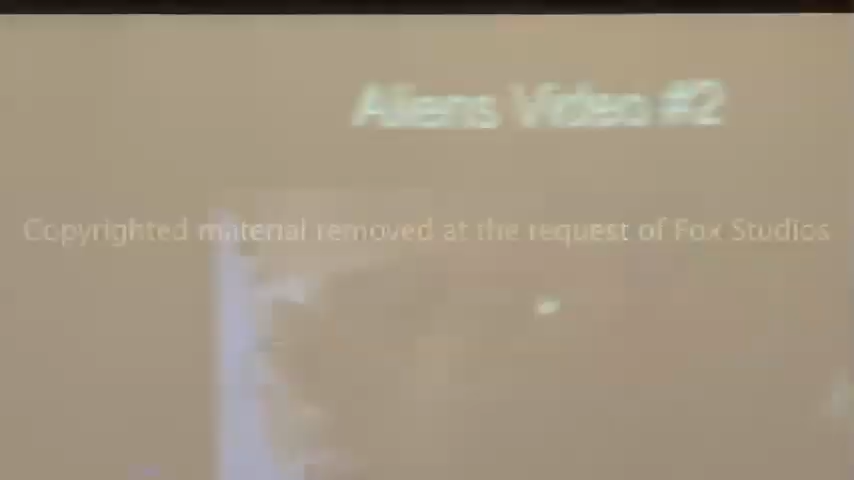 Aliens Video #2
Copyrighted material removed at the request of Fox Studios